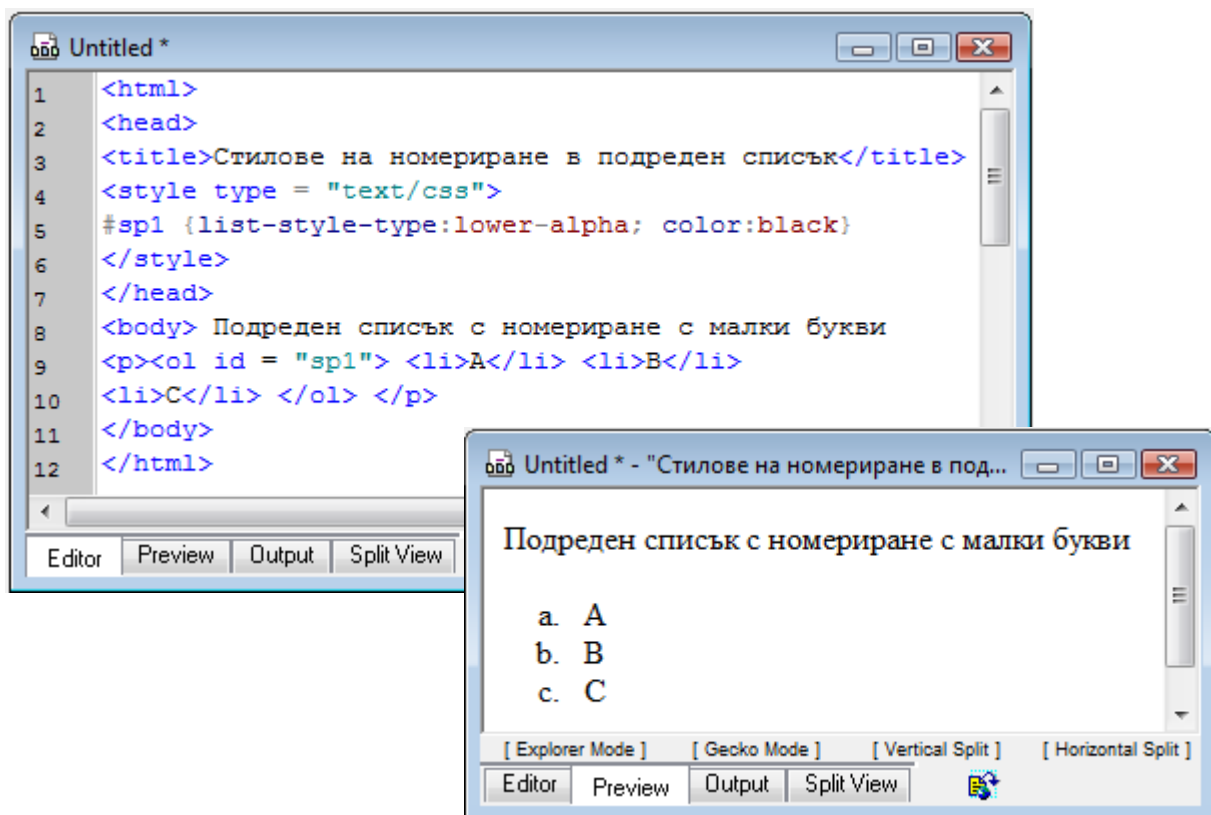 Untitled *
1 <html>
2 <head>
3 <title>Стилове на номериране в подреден списък</title>
4 <style type = "text/css">
5 #sp1 {list-style-type:lower-alpha; color:black}
6 </style>
7 </head>
8 <body> Подреден списък с номериране с малки букви
9 <p><ol id = "sp1"> <li>A</li> <li>B</li>
10 <li>C</li> </ol> </p>
11 </body>
12 </html>
Editor Preview Output Split View
Untitled * - "Стилове на номериране в под...
Подреден списък с номериране с малки букви
a. A
b. B
c. C
[ Explorer Mode ] [ Gecko Mode ] [ Vertical Split ] [ Horizontal Split ]
Editor Preview Output Split View